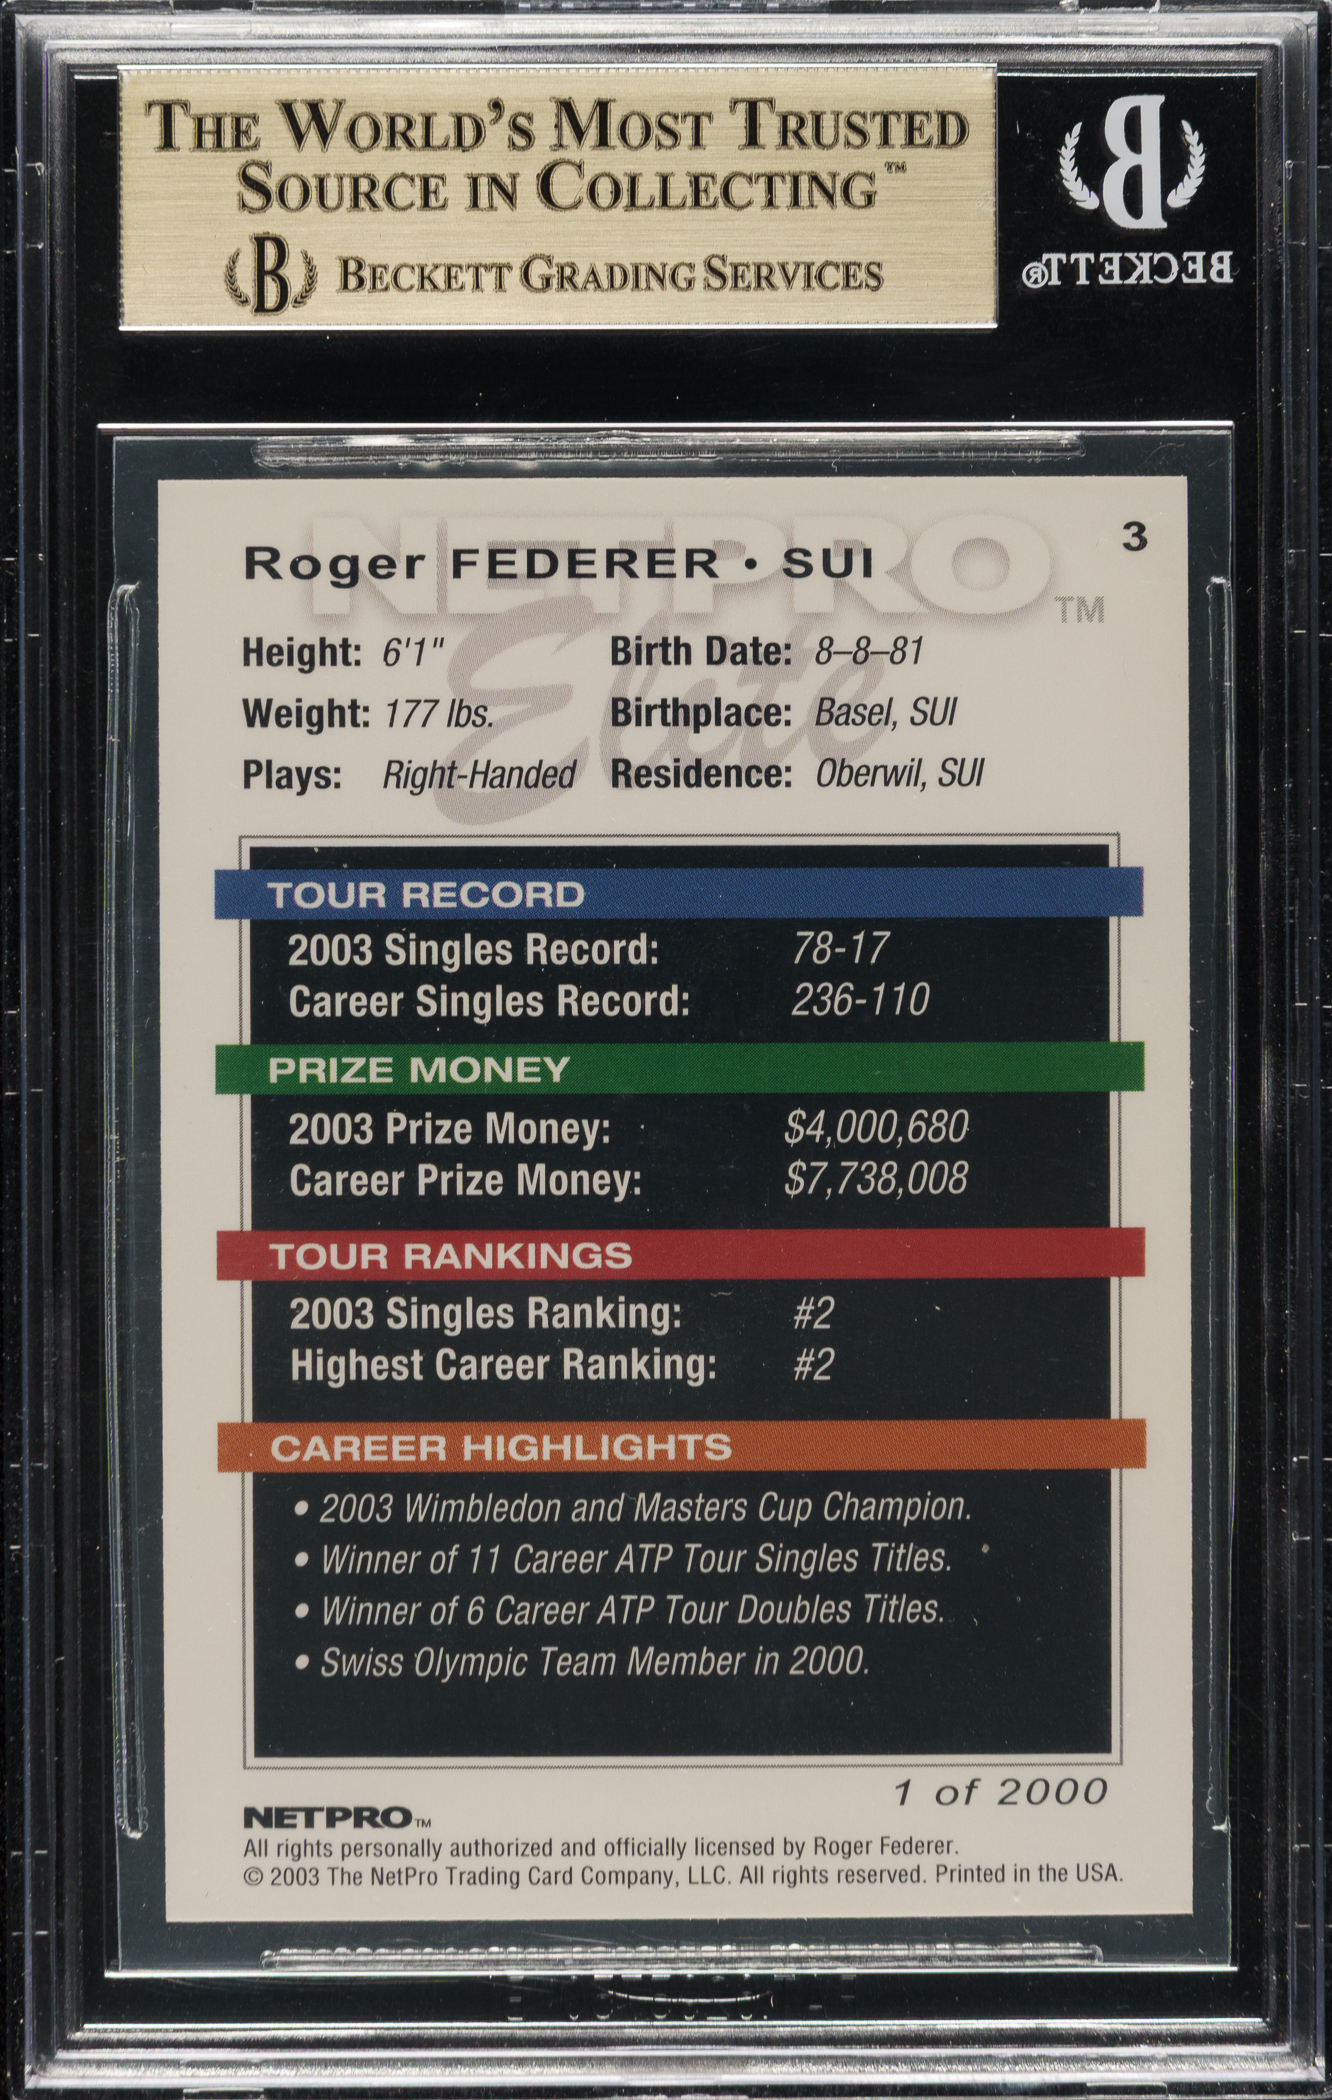 THE WORLD'S MOST TRUSTED
SOURCE IN COLLECTING™
B BECKETT GRADING SERVICES
B
BECKETT®
NETPRO™
Elite
3
Roger FEDERER • SUI
Height: 6'1" Birth Date: 8–8–81
Weight: 177 lbs. Birthplace: Basel, SUI
Plays: Right-Handed Residence: Oberwil, SUI
TOUR RECORD
2003 Singles Record: 78-17
Career Singles Record: 236-110
PRIZE MONEY
2003 Prize Money: $4,000,680
Career Prize Money: $7,738,008
TOUR RANKINGS
2003 Singles Ranking: #2
Highest Career Ranking: #2
CAREER HIGHLIGHTS
• 2003 Wimbledon and Masters Cup Champion.
• Winner of 11 Career ATP Tour Singles Titles.
• Winner of 6 Career ATP Tour Doubles Titles.
• Swiss Olympic Team Member in 2000.
1 of 2000
NETPRO™
All rights personally authorized and officially licensed by Roger Federer.
© 2003 The NetPro Trading Card Company, LLC. All rights reserved. Printed in the USA.